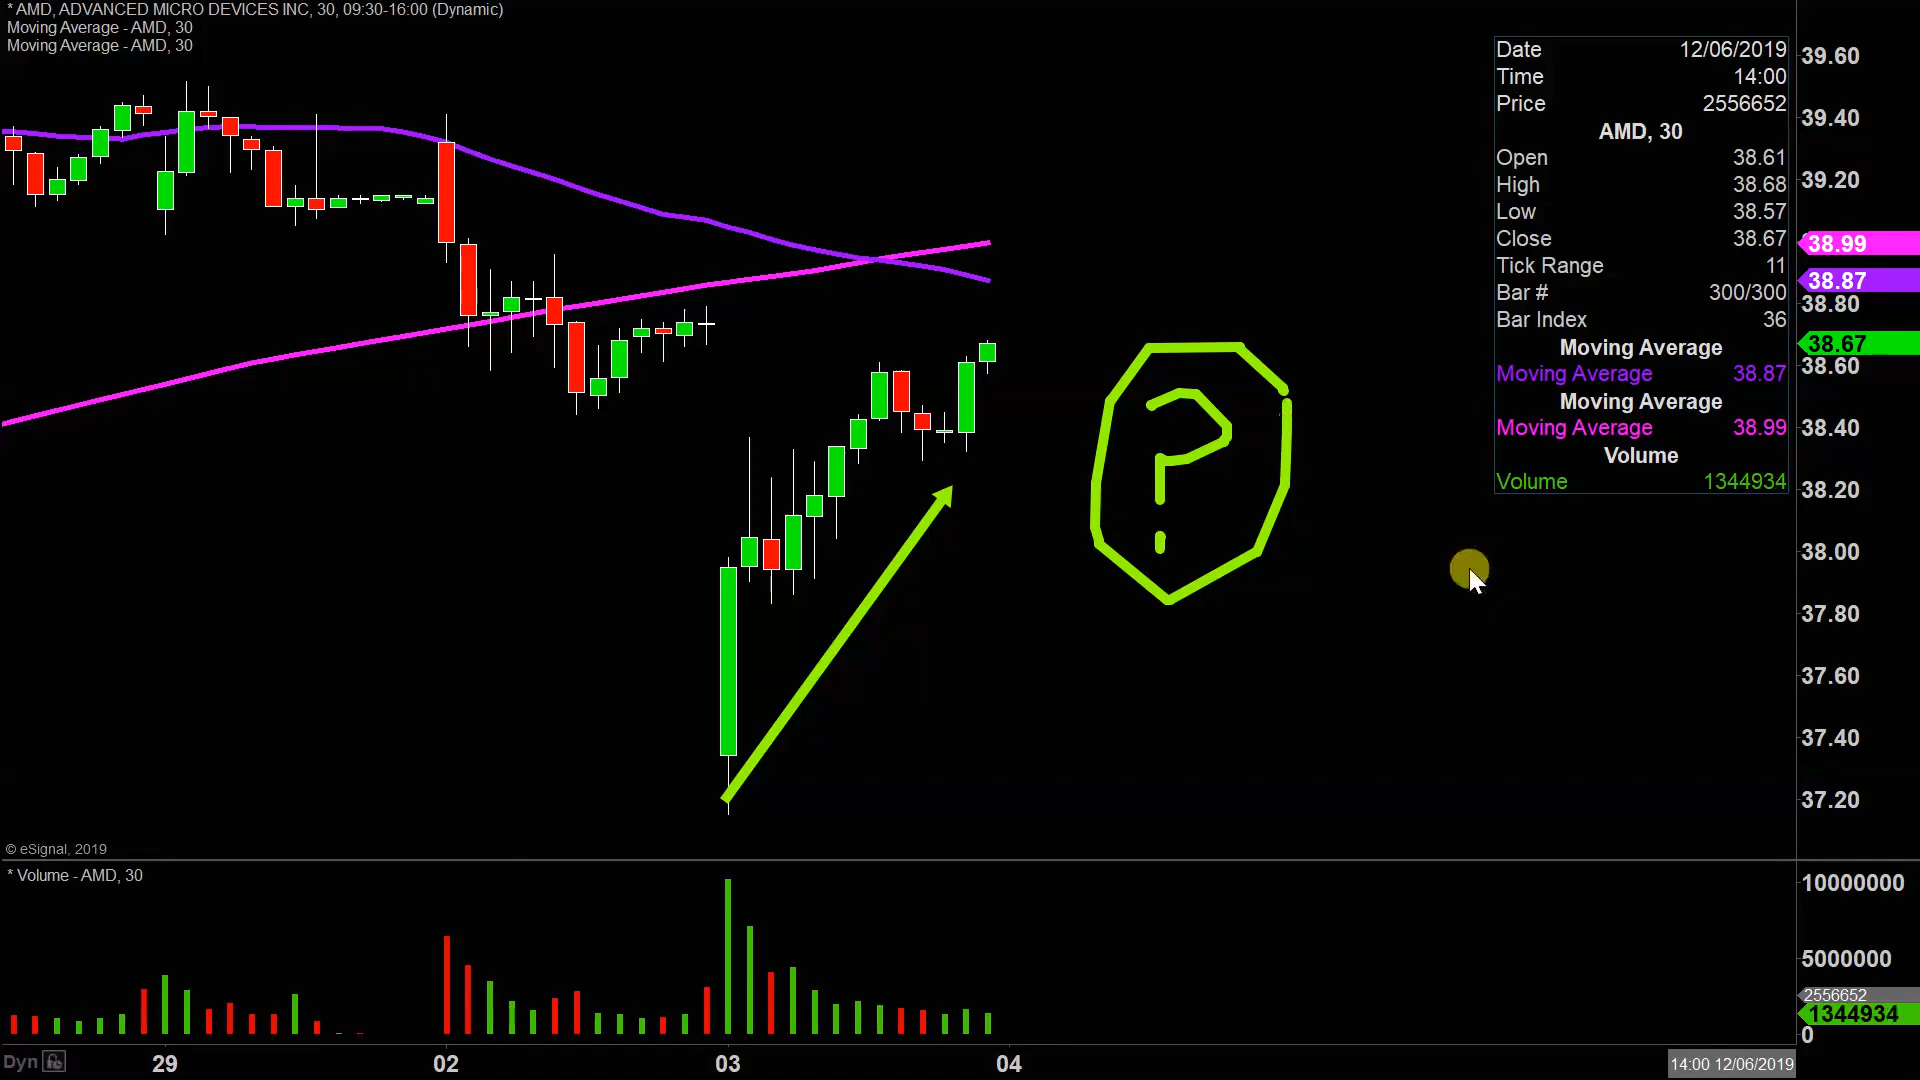 * AMD, ADVANCED MICRO DEVICES INC, 30, 09:30-16:00 (Dynamic)
Moving Average - AMD, 30
Moving Average - AMD, 30
Date 12/06/2019
Time 14:00
Price 2556652
AMD, 30
Open 38.61
High 38.68
Low 38.57
Close 38.67
Tick Range 11
Bar # 300/300
Bar Index 36
Moving Average
Moving Average 38.87
Moving Average
Moving Average 38.99
Volume
Volume 1344934
39.60
39.40
39.20
38.99
38.87
38.80
38.67
38.60
38.40
38.20
38.00
37.80
37.60
37.40
37.20
?
© eSignal, 2019
* Volume - AMD, 30
10000000
5000000
2556652
1344934
0
Dyn
29 02 03 04
14:00 12/06/2019